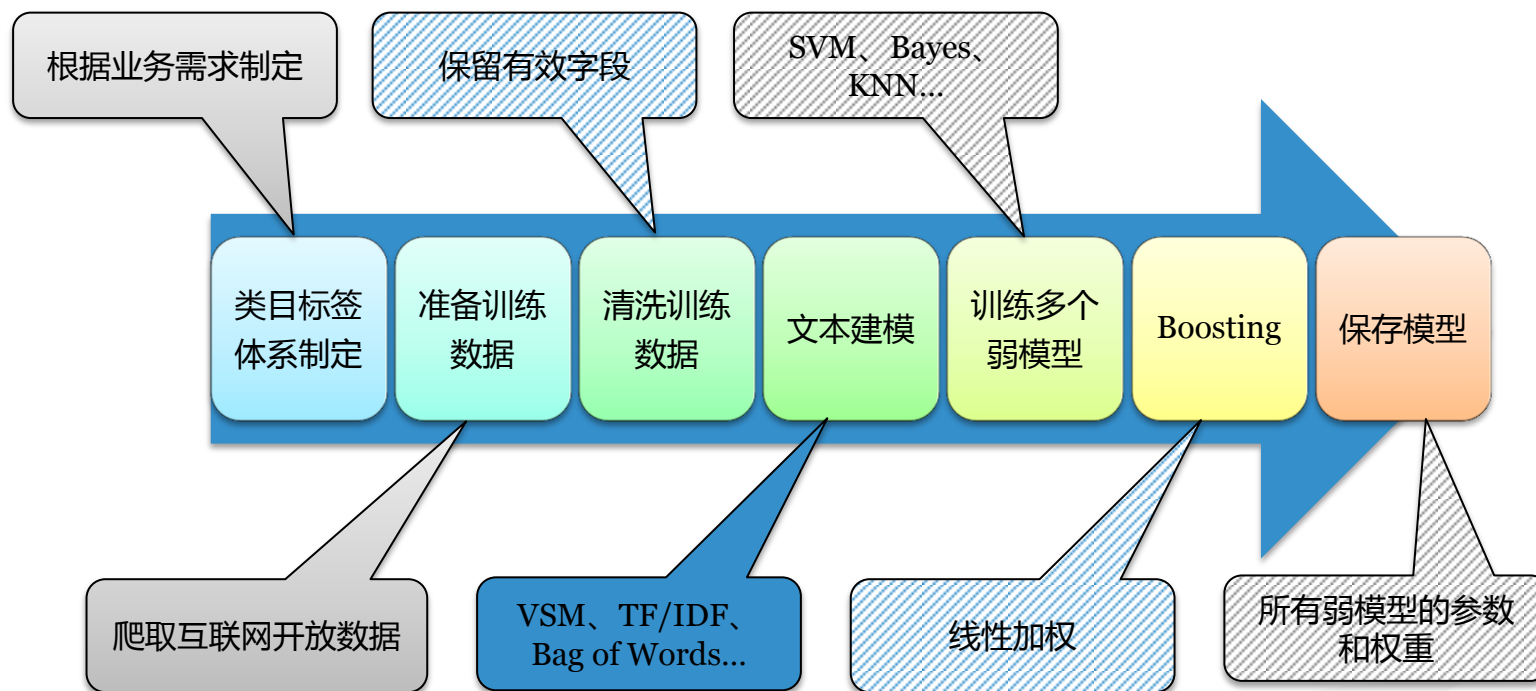 根据业务需求制定
保留有效字段
SVM、Bayes、
KNN...
类目标签
体系制定
准备训练
数据
清洗训练
数据
文本建模
训练多个
弱模型
Boosting
保存模型
爬取互联网开放数据
VSM、TF/IDF、
Bag of Words...
线性加权
所有弱模型的参数
和权重